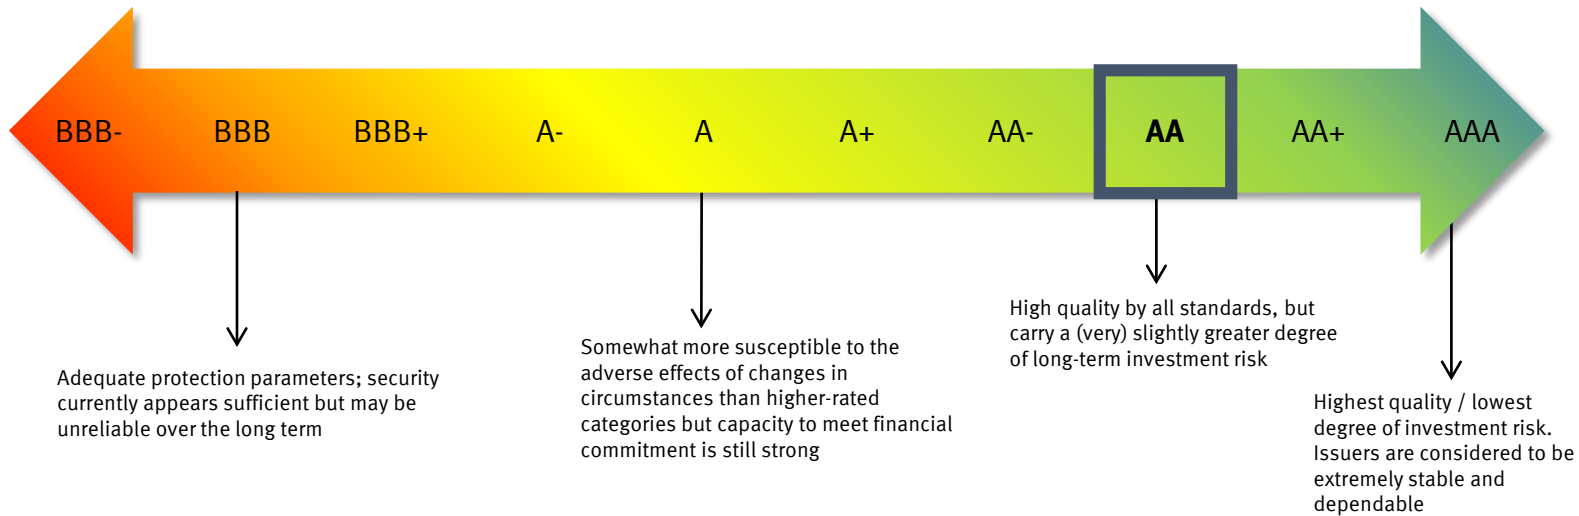 BBB- BBB BBB+ A- A A+ AA- AA AA+ AAA
Adequate protection parameters; security
currently appears sufficient but may be
unreliable over the long term
Somewhat more susceptible to the
adverse effects of changes in
circumstances than higher-rated
categories but capacity to meet financial
commitment is still strong
High quality by all standards, but
carry a (very) slightly greater degree
of long-term investment risk
Highest quality / lowest
degree of investment risk.
Issuers are considered to be
extremely stable and
dependable